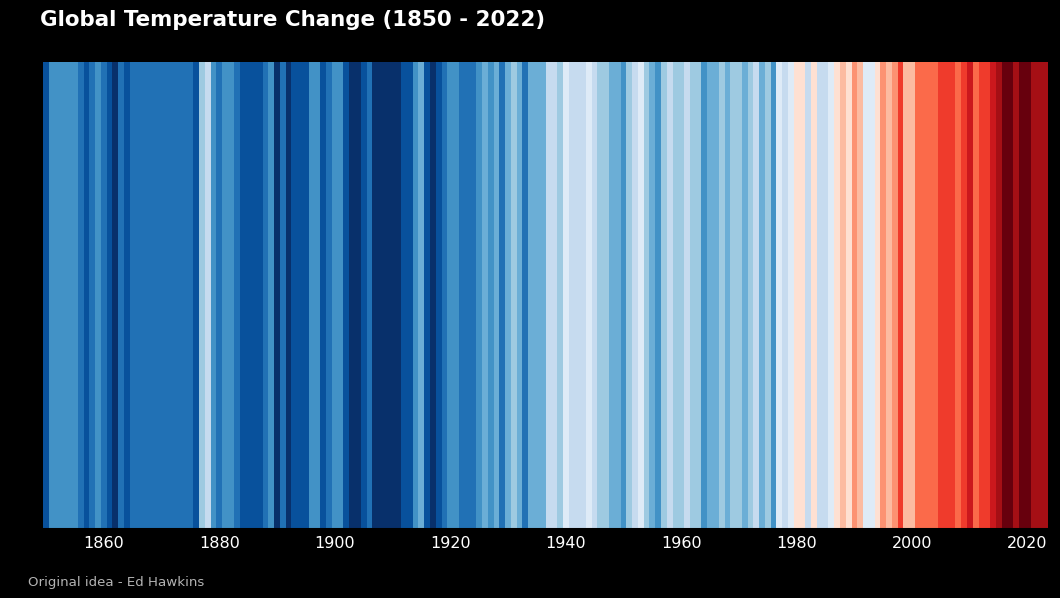 Global Temperature Change (1850 - 2022)
1860 1880 1900 1920 1940 1960 1980 2000 2020
Original idea - Ed Hawkins